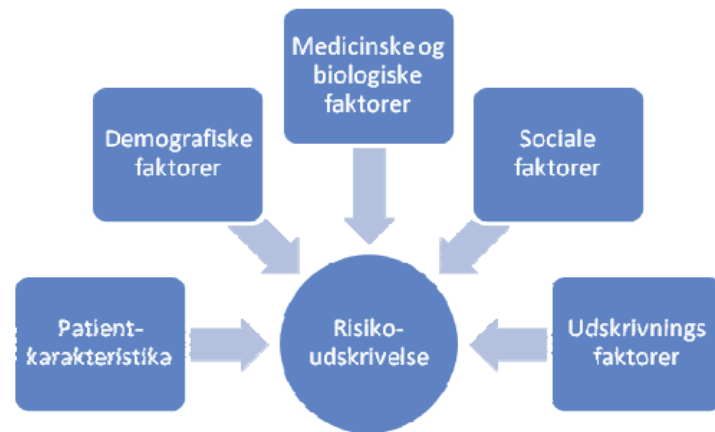 Medicinske og
biologiske
faktorer
Demografiske
faktorer
Sociale
faktorer
Patient-
karakteristika
Risiko-
udskrivelse
Udskrivnings
faktorer